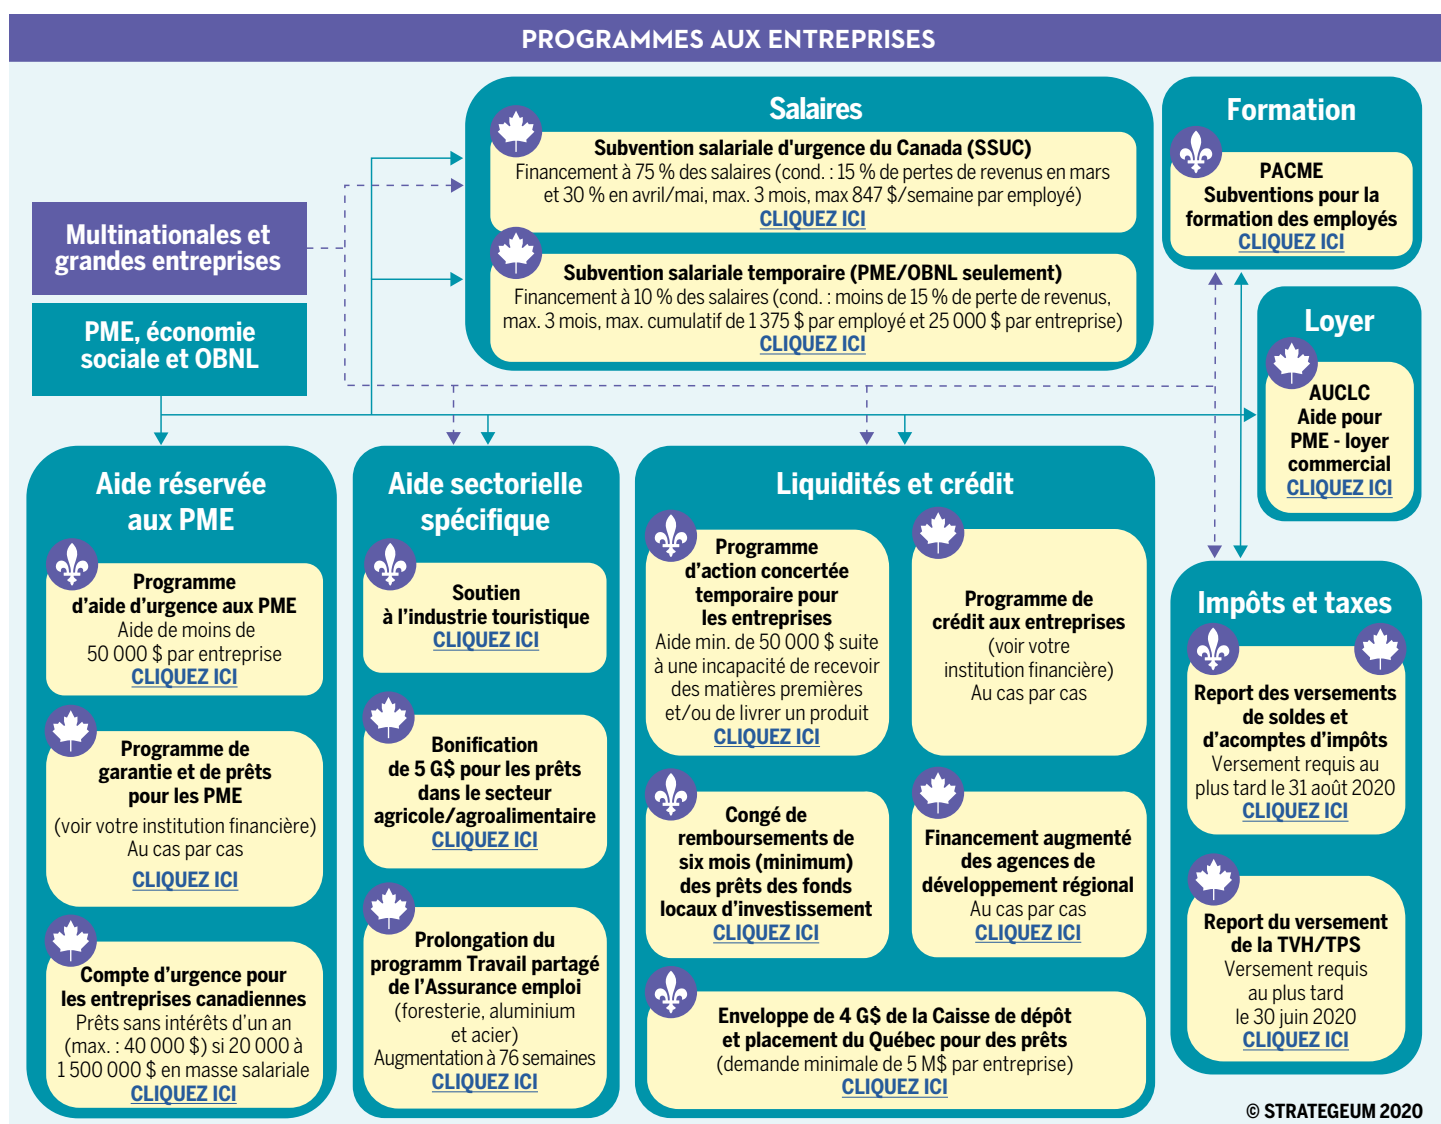 PROGRAMMES AUX ENTREPRISES
Multinationales et
grandes entreprises
PME, économie
sociale et OBNL
Salaires
Subvention salariale d'urgence du Canada (SSUC)
Financement à 75 % des salaires (cond. : 15 % de pertes de revenus en mars
et 30 % en avril/mai, max. 3 mois, max 847 $/semaine par employé)
CLIQUEZ ICI
Subvention salariale temporaire (PME/OBNL seulement)
Financement à 10 % des salaires (cond. : moins de 15 % de perte de revenus,
max. 3 mois, max. cumulatif de 1 375 $ par employé et 25 000 $ par entreprise)
CLIQUEZ ICI
Formation
PACME
Subventions pour la
formation des employés
CLIQUEZ ICI
Loyer
AUCLC
Aide pour
PME - loyer
commercial
CLIQUEZ ICI
Aide réservée
aux PME
Programme
d'aide d'urgence aux PME
Aide de moins de
50 000 $ par entreprise
CLIQUEZ ICI
Programme de
garantie et de prêts
pour les PME
(voir votre institution financière)
Au cas par cas
CLIQUEZ ICI
Compte d'urgence pour
les entreprises canadiennes
Prêts sans intérêts d'un an
(max. : 40 000 $) si 20 000 à
1 500 000 $ en masse salariale
CLIQUEZ ICI
Aide sectorielle
spécifique
Soutien
à l'industrie touristique
CLIQUEZ ICI
Bonification
de 5 G$ pour les prêts
dans le secteur
agricole/agroalimentaire
CLIQUEZ ICI
Prolongation du
programm Travail partagé
de l'Assurance emploi
(foresterie, aluminium
et acier)
Augmentation à 76 semaines
CLIQUEZ ICI
Liquidités et crédit
Programme
d'action concertée
temporaire pour
les entreprises
Aide min. de 50 000 $ suite
à une incapacité de recevoir
des matières premières
et/ou de livrer un produit
CLIQUEZ ICI
Programme de
crédit aux entreprises
(voir votre
institution financière)
Au cas par cas
Congé de
remboursements de
six mois (minimum)
des prêts des fonds
locaux d'investissement
CLIQUEZ ICI
Financement augmenté
des agences de
développement régional
Au cas par cas
CLIQUEZ ICI
Enveloppe de 4 G$ de la Caisse de dépôt
et placement du Québec pour des prêts
(demande minimale de 5 M$ par entreprise)
CLIQUEZ ICI
Impôts et taxes
Report des versements
de soldes et
d'acomptes d'impôts
Versement requis au
plus tard le 31 août 2020
CLIQUEZ ICI
Report du versement
de la TVH/TPS
Versement requis
au plus tard
le 30 juin 2020
CLIQUEZ ICI
© STRATEGEUM 2020